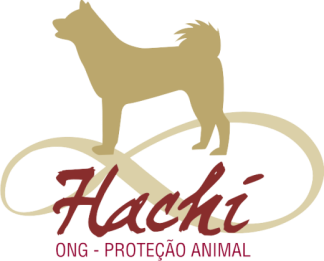 Hachi
ONG - PROTEÇÃO ANIMAL